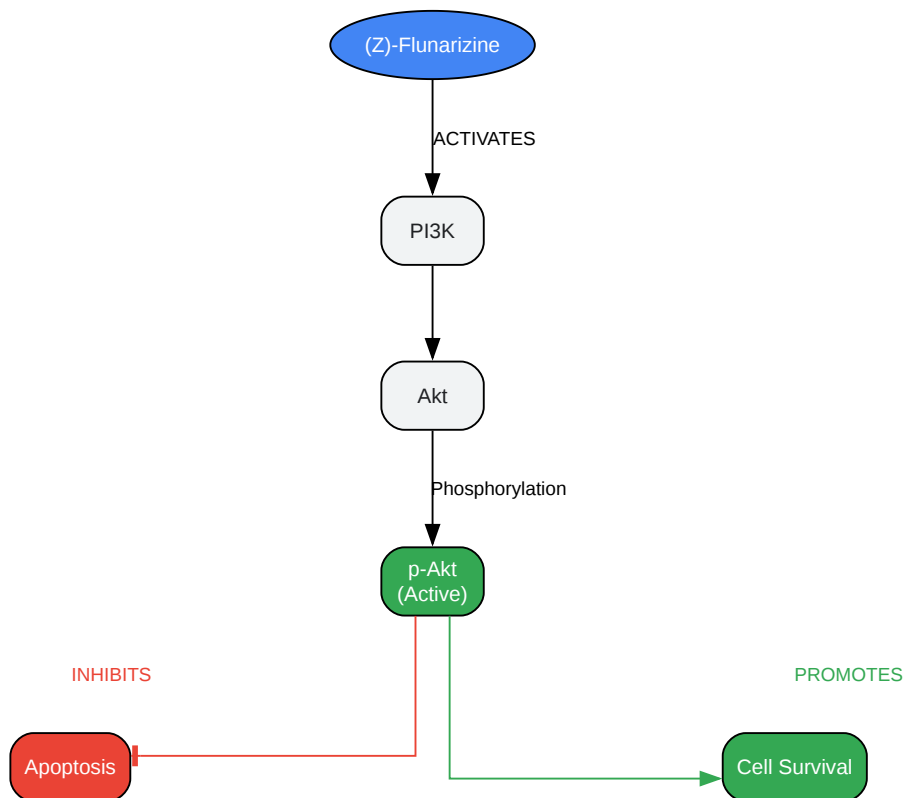 (Z)-Flunarizine
ACTIVATES
PI3K
Akt
Phosphorylation
p-Akt
(Active)
INHIBITS
PROMOTES
Apoptosis
Cell Survival